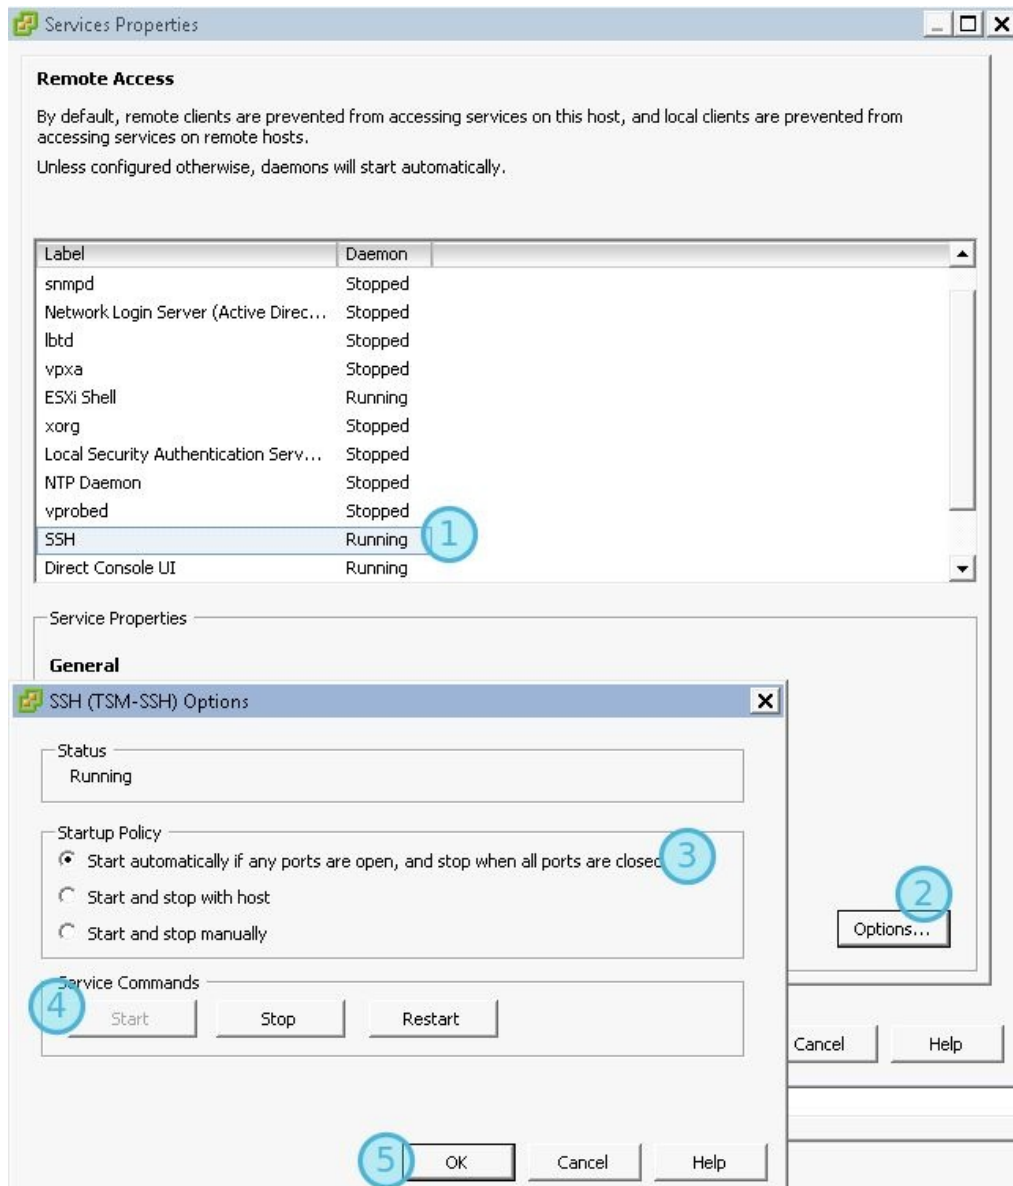 Services Properties
Remote Access
By default, remote clients are prevented from accessing services on this host, and local clients are prevented from
accessing services on remote hosts.
Unless configured otherwise, daemons will start automatically.
Label Daemon
snmpd Stopped
Network Login Server (Active Direc... Stopped
lbtd Stopped
vpxa Stopped
ESXi Shell Running
xorg Stopped
Local Security Authentication Serv... Stopped
NTP Daemon Stopped
vprobed Stopped
SSH Running 1
Direct Console UI Running
Service Properties
General
SSH (TSM-SSH) Options
Status
Running
Startup Policy
Start automatically if any ports are open, and stop when all ports are closed 3
Start and stop with host
2
Start and stop manually
Options...
Service Commands
4 Start Stop Restart
Cancel Help
5 OK Cancel Help